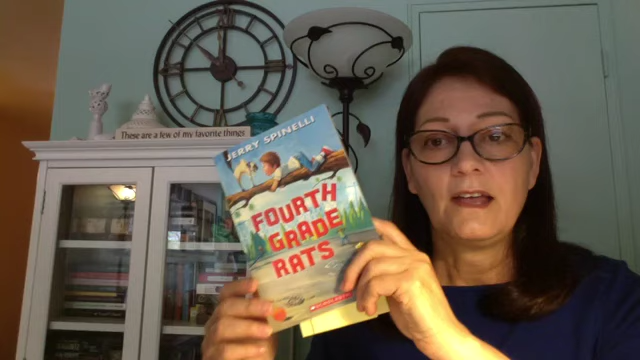 These are a few of my favorite things
JERRY SPINELLI
FOURTH
GRADE
RATS